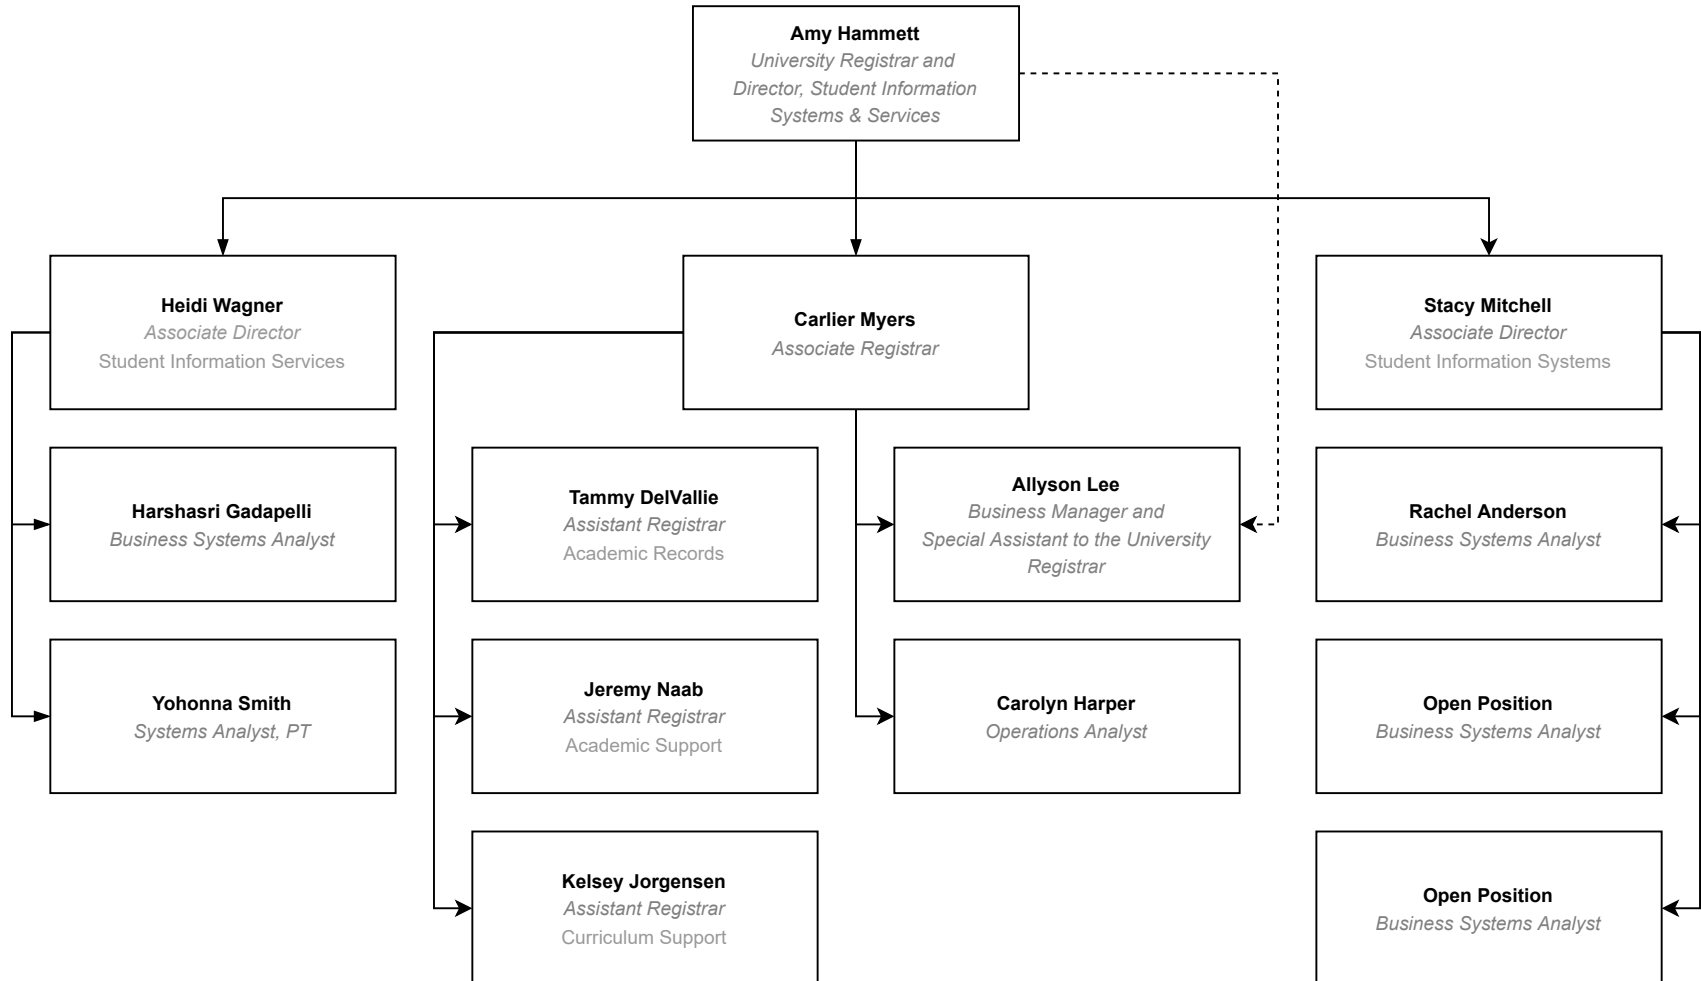 Amy Hammett
University Registrar and
Director, Student Information
Systems & Services
Heidi Wagner
Associate Director
Student Information Services
Carlier Myers
Associate Registrar
Stacy Mitchell
Associate Director
Student Information Systems
Harshasri Gadapelli
Business Systems Analyst
Tammy DelVallie
Assistant Registrar
Academic Records
Allyson Lee
Business Manager and
Special Assistant to the University
Registrar
Rachel Anderson
Business Systems Analyst
Yohonna Smith
Systems Analyst, PT
Jeremy Naab
Assistant Registrar
Academic Support
Carolyn Harper
Operations Analyst
Open Position
Business Systems Analyst
Kelsey Jorgensen
Assistant Registrar
Curriculum Support
Open Position
Business Systems Analyst